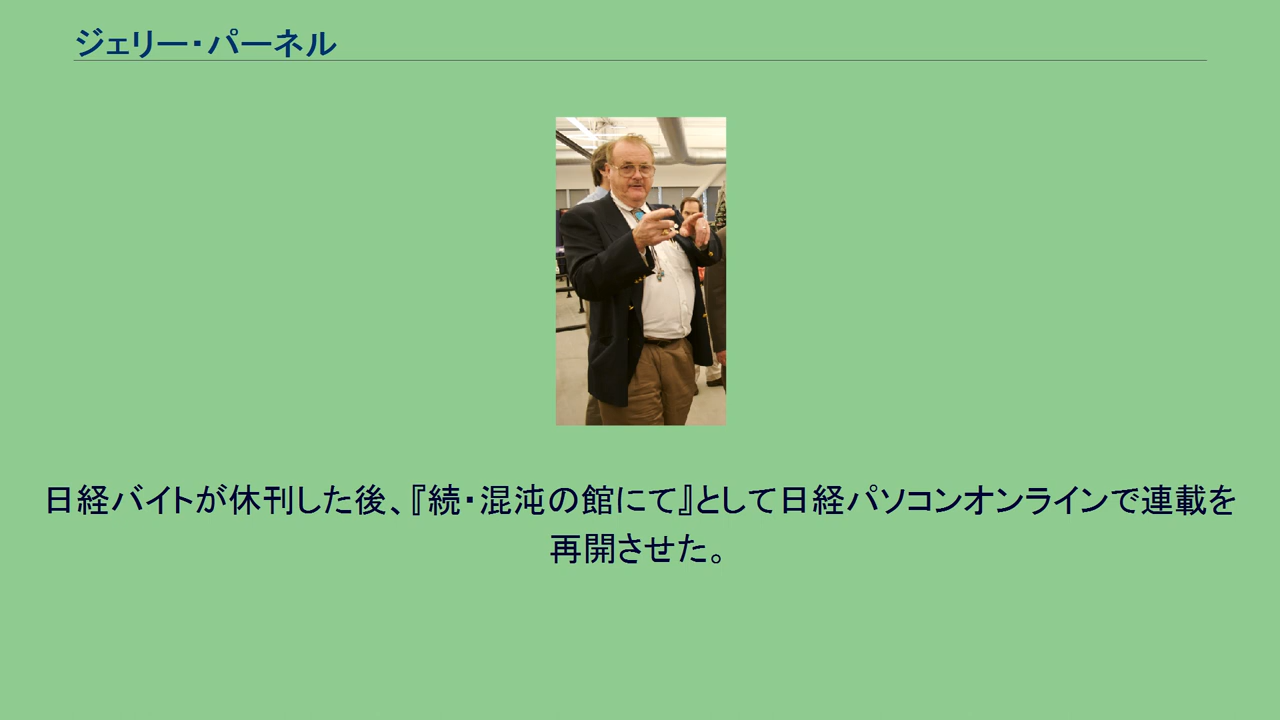 ジェリー・パーネル
日経バイトが休刊した後、『続・混沌の館にて』として日経パソコンオンラインで連載を
再開させた。